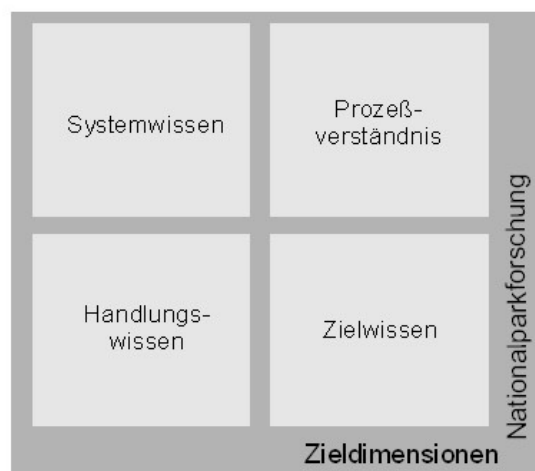 Systemwissen
Prozeß-
verständnis
Handlungs-
wissen
Zielwissen
Nationalparkforschung
Zieldimensionen